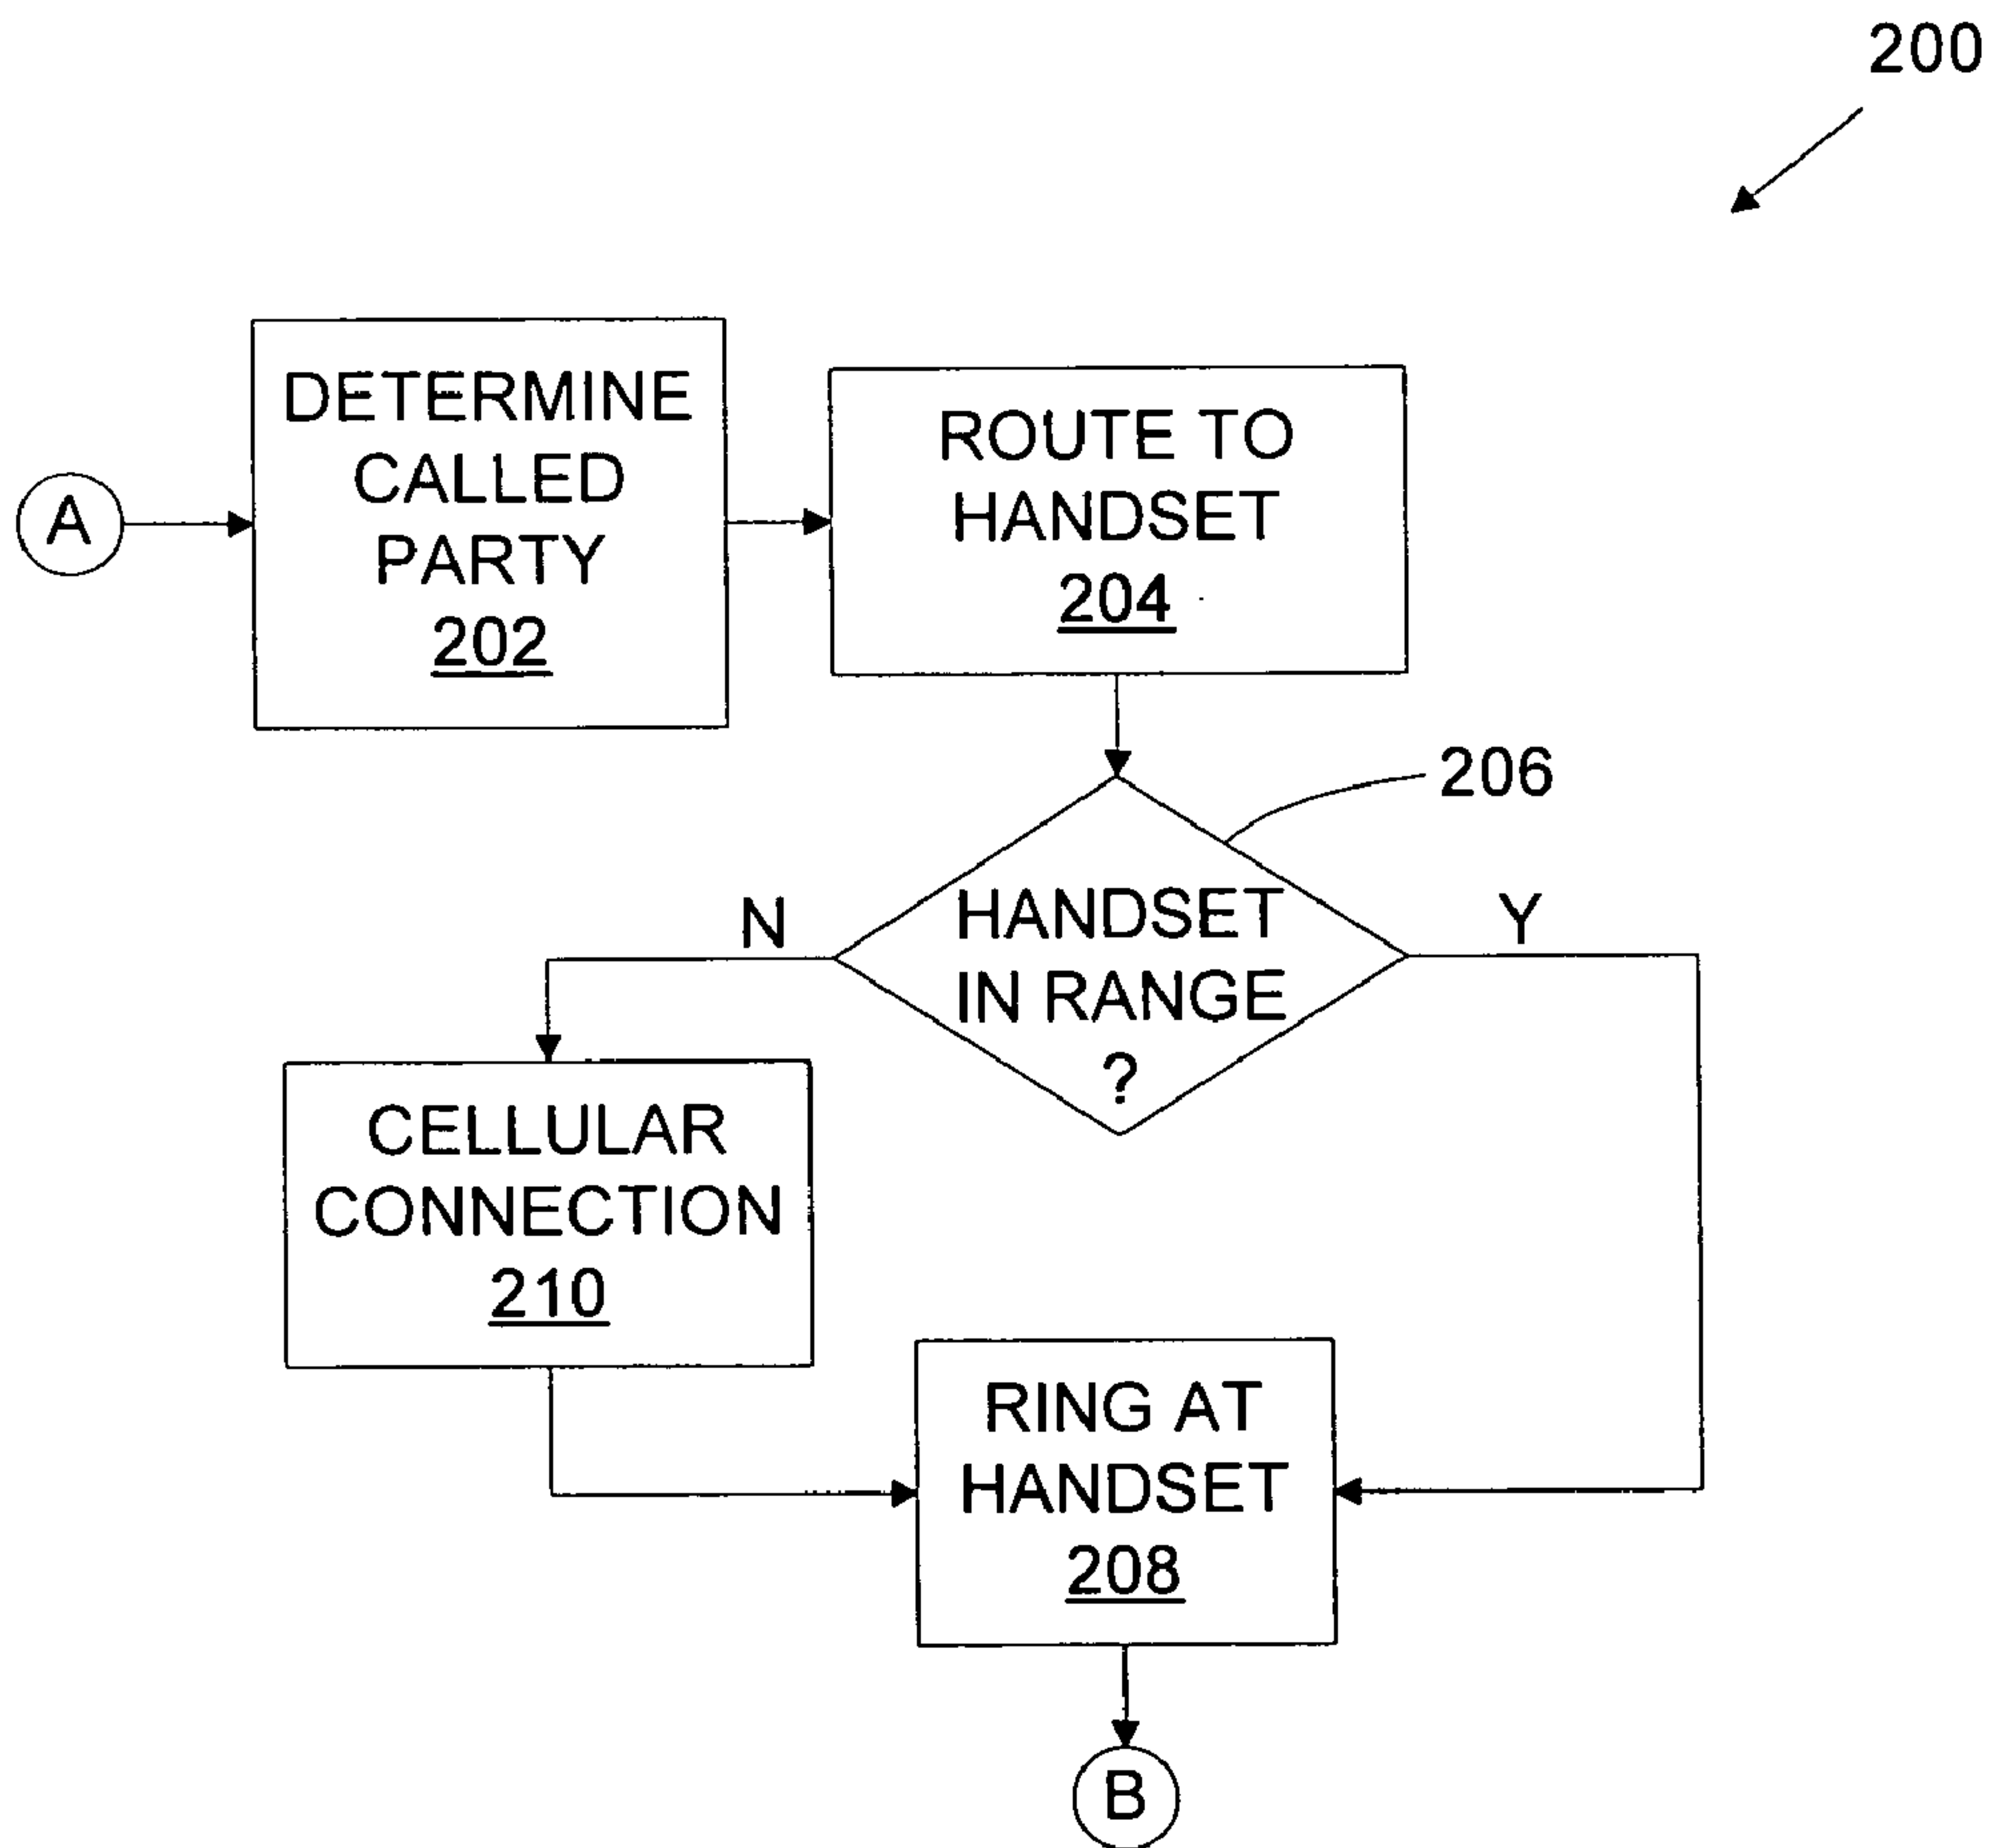 200
DETERMINE
CALLED
PARTY
202
A
ROUTE TO
HANDSET
204
206
HANDSET
IN RANGE
?
N
Y
CELLULAR
CONNECTION
210
RING AT
HANDSET
208
B